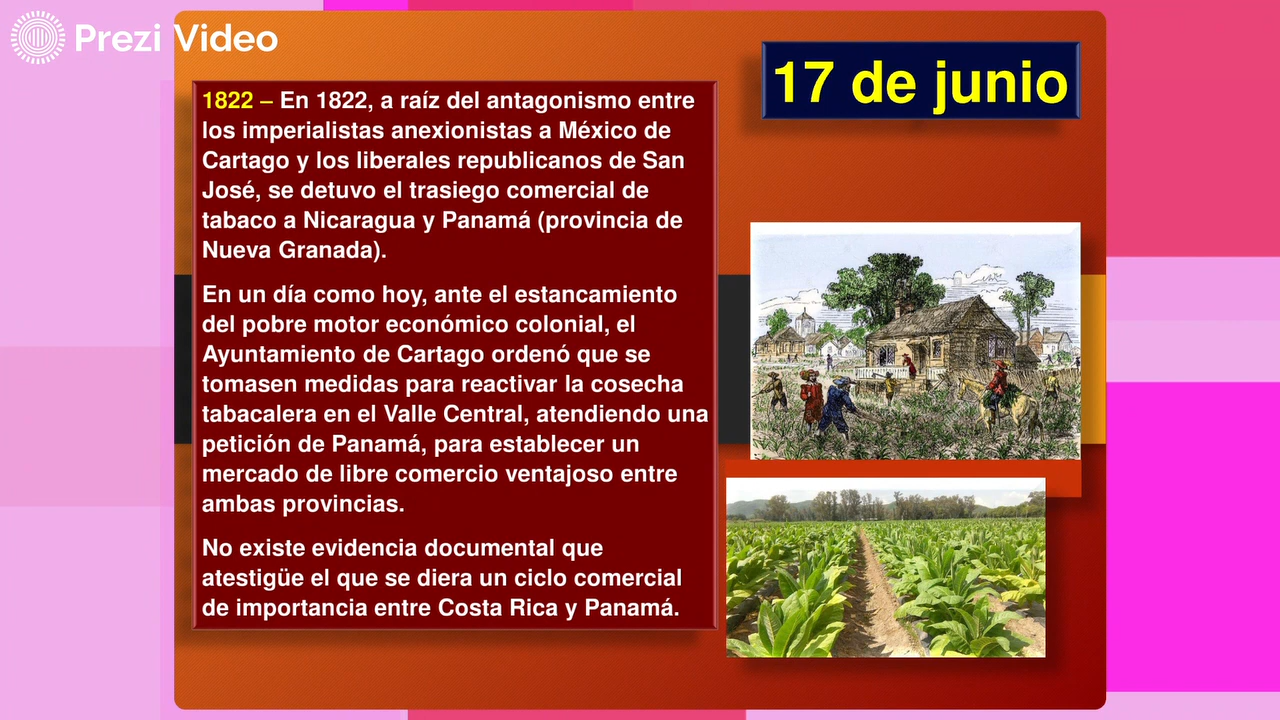 Prezi Video
17 de junio
1822 – En 1822, a raíz del antagonismo entre
los imperialistas anexionistas a México de
Cartago y los liberales republicanos de San
José, se detuvo el trasiego comercial de
tabaco a Nicaragua y Panamá (provincia de
Nueva Granada).
En un día como hoy, ante el estancamiento
del pobre motor económico colonial, el
Ayuntamiento de Cartago ordenó que se
tomasen medidas para reactivar la cosecha
tabacalera en el Valle Central, atendiendo una
petición de Panamá, para establecer un
mercado de libre comercio ventajoso entre
ambas provincias.
No existe evidencia documental que
atestigüe el que se diera un ciclo comercial
de importancia entre Costa Rica y Panamá.